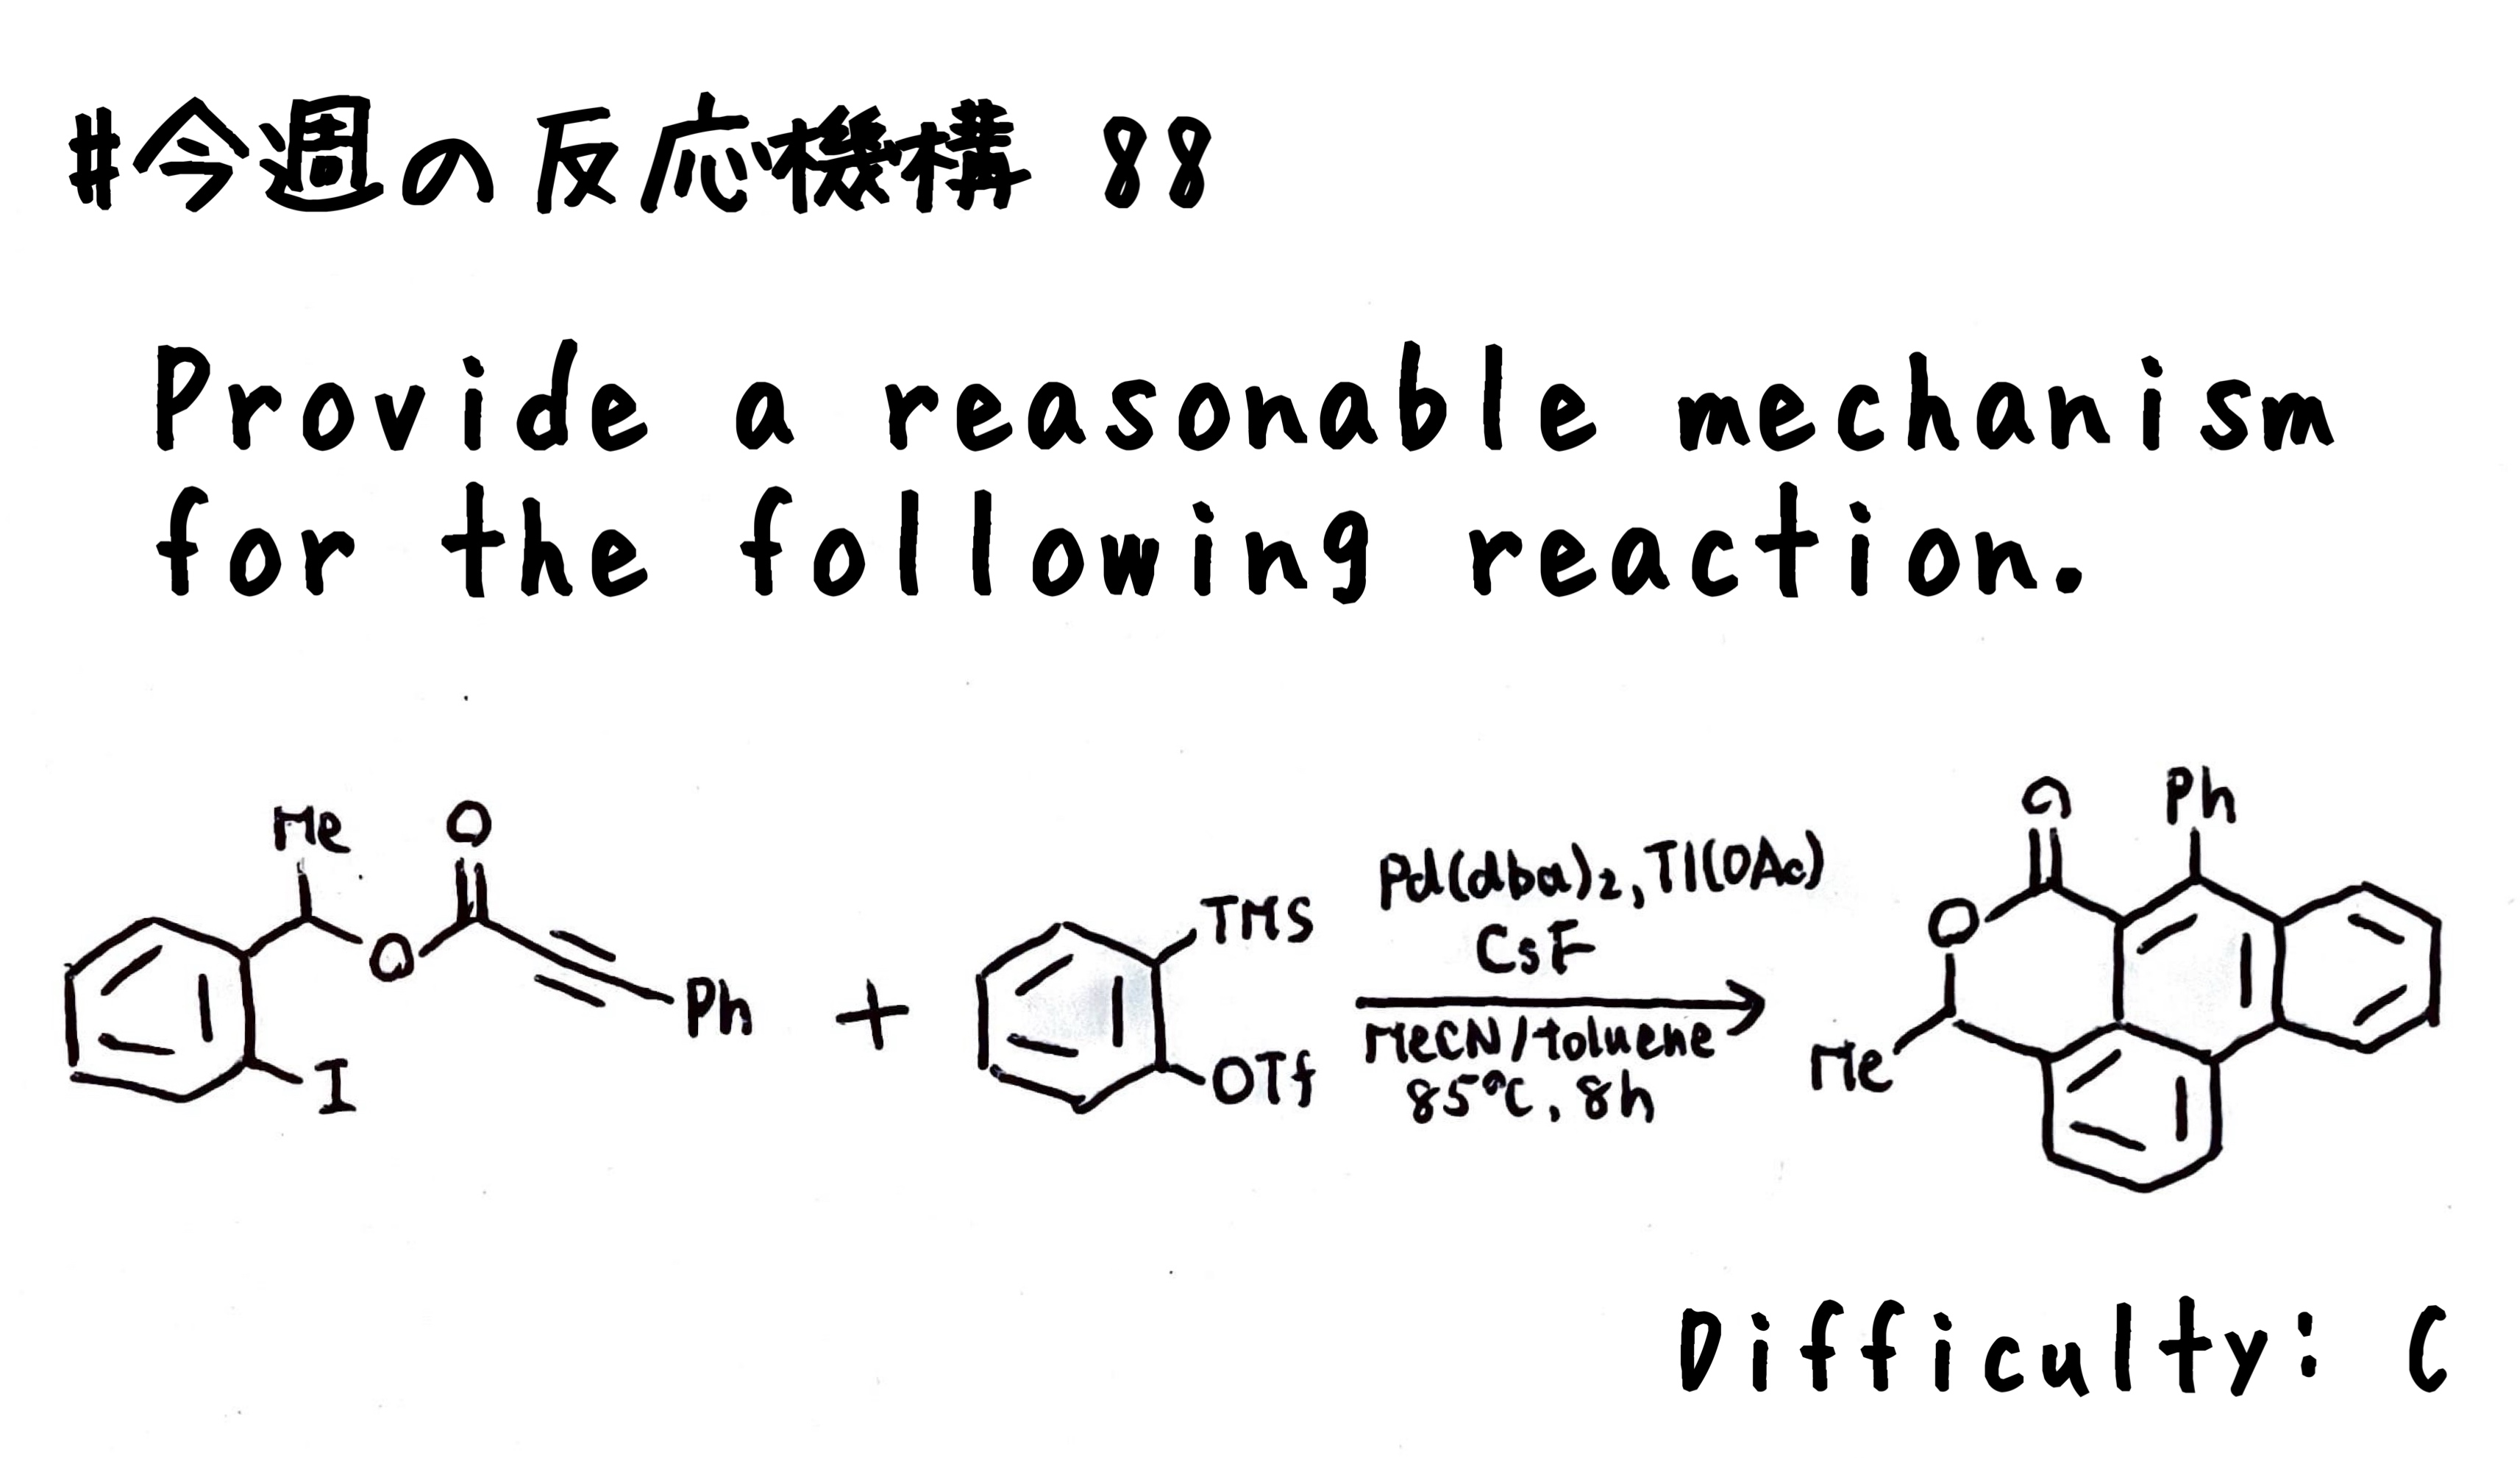 #今週の反応機構 88
Provide a reasonable mechanism
for the following reaction.
Me
O
O
Ph
I
+
TMS
OTf
Pd(dba)2, Tl(OAc)
CsF
MeCN/toluene
85°C, 8h
O
Ph
O
Me
Difficulty: C